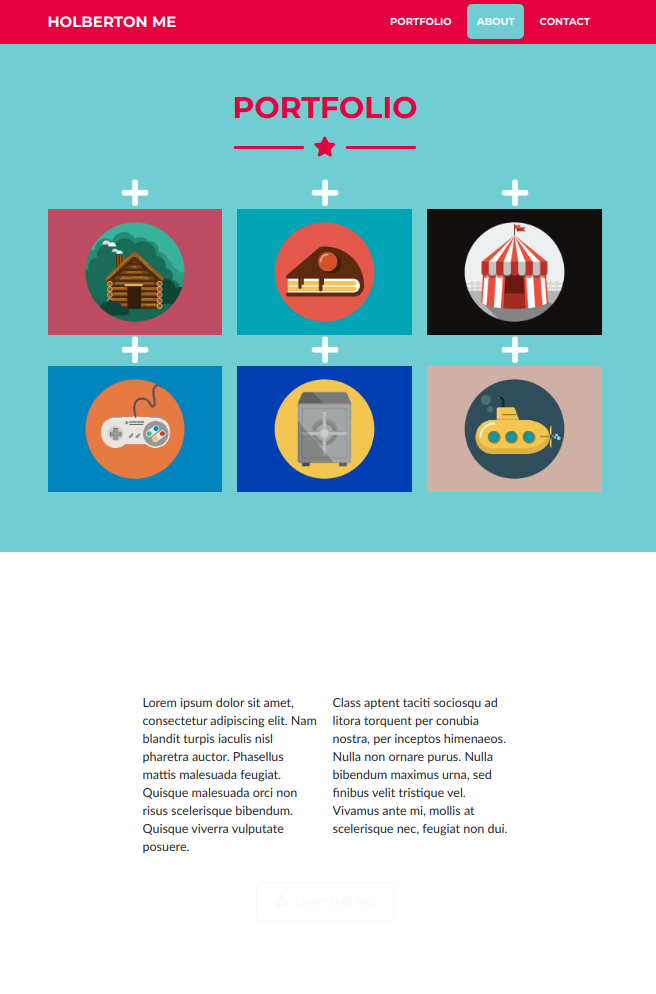 HOLBERTON ME
PORTFOLIO ABOUT CONTACT
PORTFOLIO
Lorem ipsum dolor sit amet,
consectetur adipiscing elit. Nam
blandit turpis iaculis nisl
pharetra auctor. Phasellus
mattis malesuada feugiat.
Quisque malesuada orci non
risus scelerisque bibendum.
Quisque viverra vulputate
posuere.
Class aptent taciti sociosqu ad
litora torquent per conubia
nostra, per inceptos himenaeos.
Nulla non ornare purus. Nulla
bibendum maximus urna, sed
finibus velit tristique vel.
Vivamus ante mi, mollis at
scelerisque nec, feugiat non dui.
Download